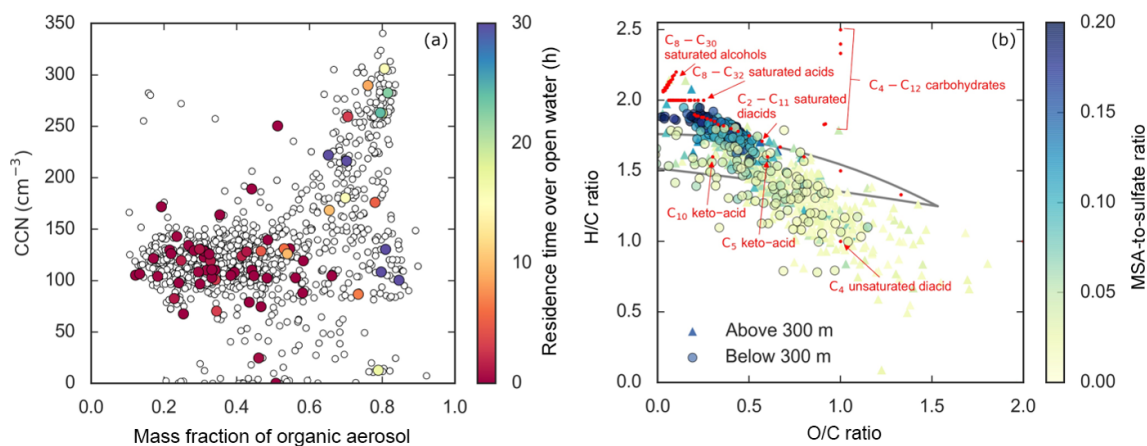 350
300
250
200
150
100
50
0
0.0 0.2 0.4 0.6 0.8 1.0
CCN (cm⁻³)
Mass fraction of organic aerosol
(a)
30
20
10
0
Residence time over open water (h)
2.5
2.0
1.5
1.0
0.5
0.0
0.0 0.5 1.0 1.5 2.0
H/C ratio
O/C ratio
(b)
C₈ − C₃₀
saturated alcohols
C₈ − C₃₂ saturated acids
C₂ − C₁₁ saturated
diacids
C₄ − C₁₂ carbohydrates
C₁₀ keto−acid
C₅ keto−acid
C₄ unsaturated diacid
Above 300 m
Below 300 m
0.20
0.15
0.10
0.05
0.00
MSA-to-sulfate ratio